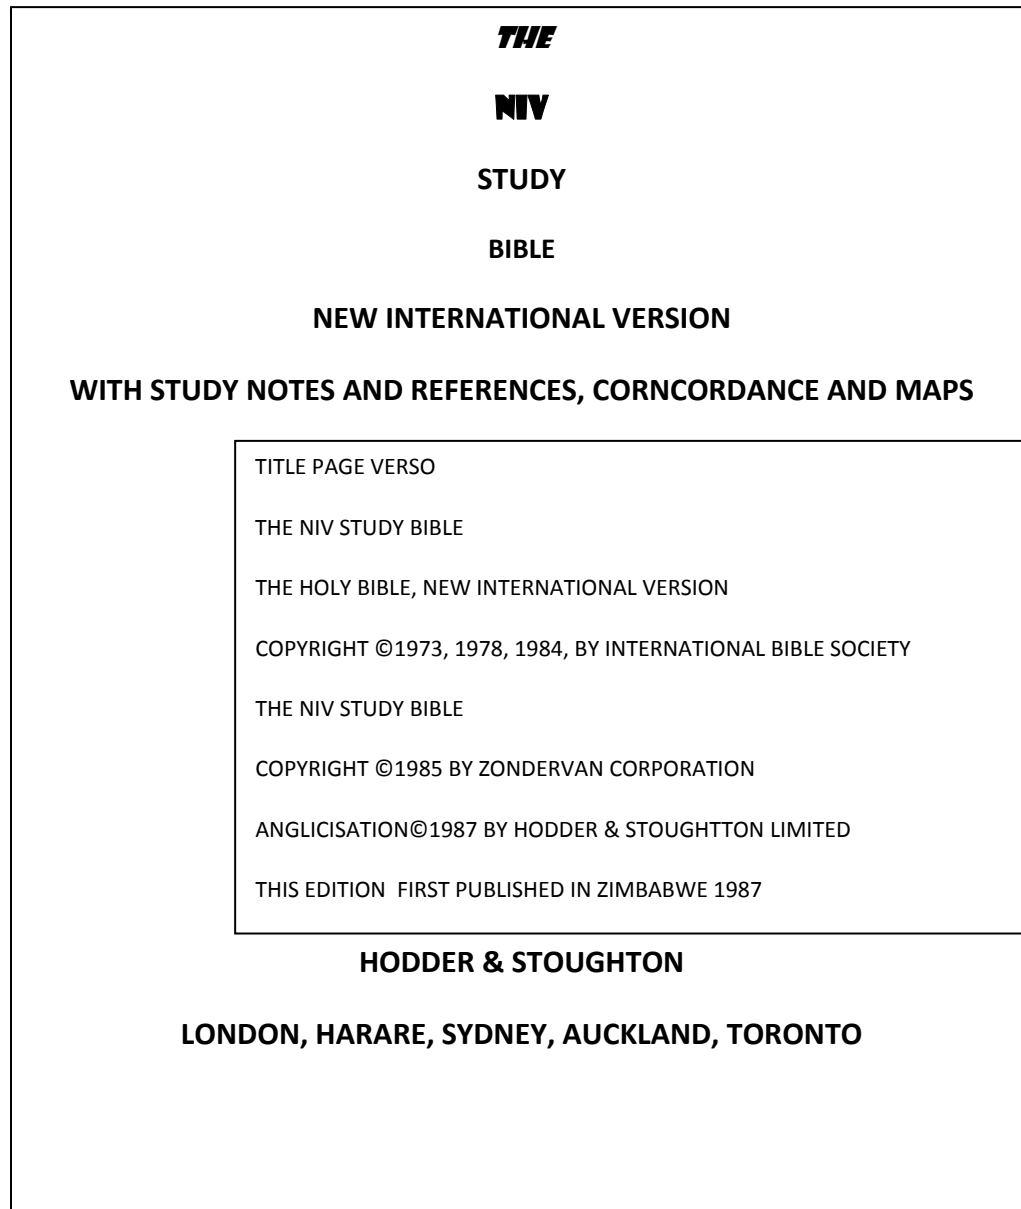 THE
NIV
STUDY
BIBLE
NEW INTERNATIONAL VERSION
WITH STUDY NOTES AND REFERENCES, CORNCORDANCE AND MAPS
TITLE PAGE VERSO
THE NIV STUDY BIBLE
THE HOLY BIBLE, NEW INTERNATIONAL VERSION
COPYRIGHT ©1973, 1978, 1984, BY INTERNATIONAL BIBLE SOCIETY
THE NIV STUDY BIBLE
COPYRIGHT ©1985 BY ZONDERVAN CORPORATION
ANGLICISATION©1987 BY HODDER & STOUGHTTON LIMITED
THIS EDITION  FIRST PUBLISHED IN ZIMBABWE 1987
HODDER & STOUGHTON
LONDON, HARARE, SYDNEY, AUCKLAND, TORONTO